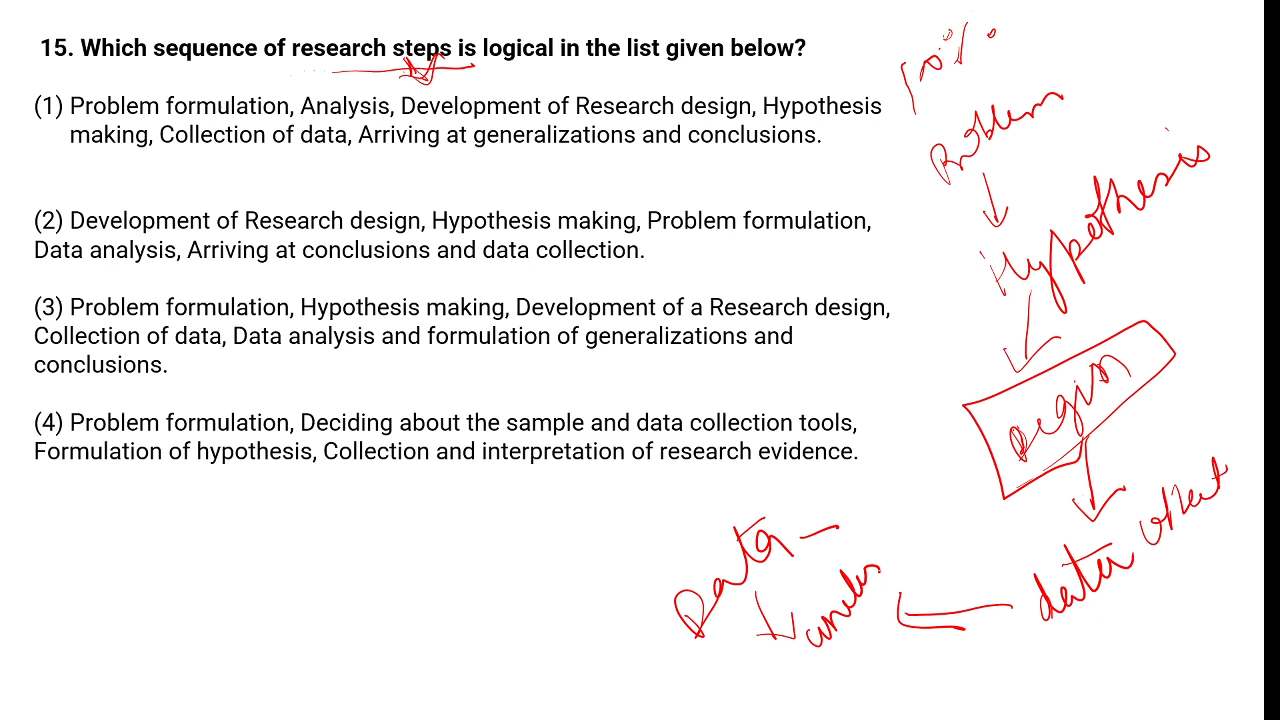 15. Which sequence of research steps is logical in the list given below?
(1) Problem formulation, Analysis, Development of Research design, Hypothesis
making, Collection of data, Arriving at generalizations and conclusions.
(2) Development of Research design, Hypothesis making, Problem formulation,
Data analysis, Arriving at conclusions and data collection.
(3) Problem formulation, Hypothesis making, Development of a Research design,
Collection of data, Data analysis and formulation of generalizations and
conclusions.
(4) Problem formulation, Deciding about the sample and data collection tools,
Formulation of hypothesis, Collection and interpretation of research evidence.
Problem
Hypothesis
data
Data -